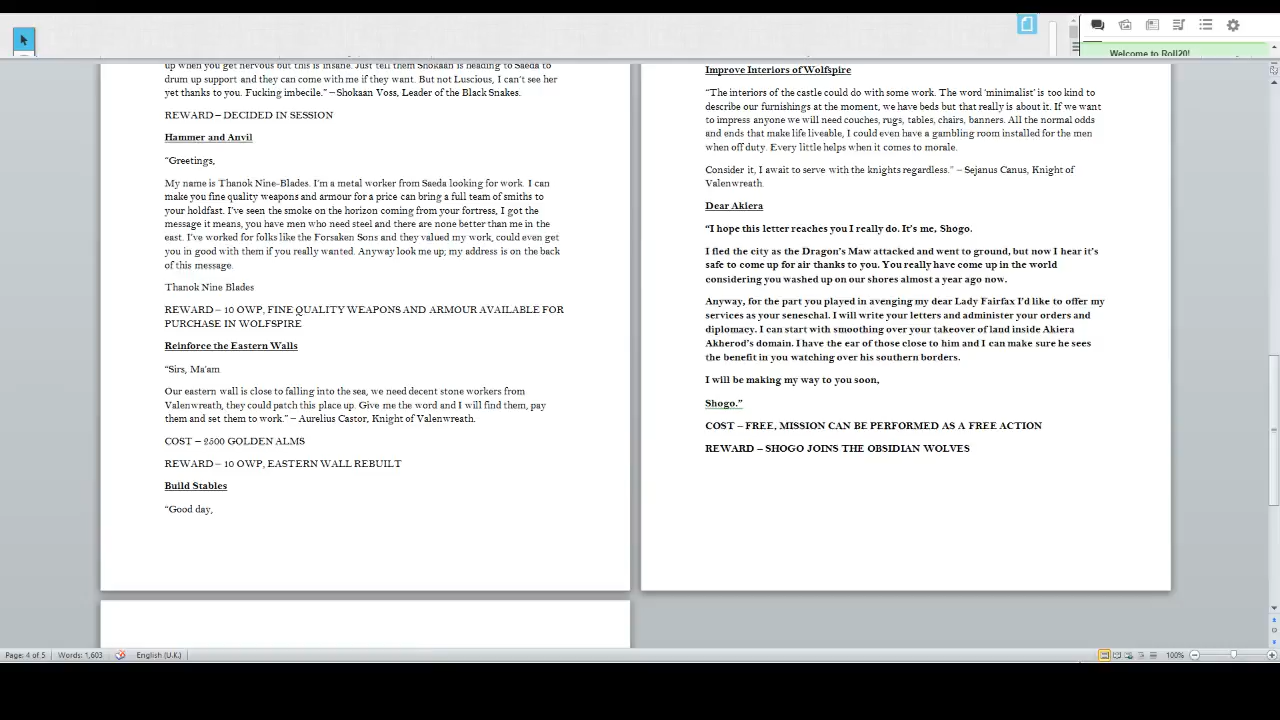 Welcome to Roll20!
up when you get nervous but this is insane. Just tell them Shokaan is heading to Saeda to
drum up support and they can come with me if they want. But not Luscious, I can't see her
yet thanks to you. Fucking imbecile.” – Shokaan Voss, Leader of the Black Snakes.
REWARD – DECIDED IN SESSION
Hammer and Anvil
“Greetings,
My name is Thanok Nine-Blades. I'm a metal worker from Saeda looking for work. I can
make you fine quality weapons and armour for a price can bring a full team of smiths to
your holdfast. I've seen the smoke on the horizon coming from your fortress, I got the
message it means, you have men who need steel and there are none better than me in the
east. I've worked for folks like the Forsaken Sons and they valued my work, could even get
you in good with them if you really wanted. Anyway look me up; my address is on the back
of this message.
Thanok Nine Blades
REWARD – 10 OWP, FINE QUALITY WEAPONS AND ARMOUR AVAILABLE FOR
PURCHASE IN WOLFSPIRE
Reinforce the Eastern Walls
“Sirs, Ma'am
Our eastern wall is close to falling into the sea, we need decent stone workers from
Valenwreath, they could patch this place up. Give me the word and I will find them, pay
them and set them to work.” – Aurelius Castor, Knight of Valenwreath.
COST – 2500 GOLDEN ALMS
REWARD – 10 OWP, EASTERN WALL REBUILT
Build Stables
“Good day,
Improve Interiors of Wolfspire
“The interiors of the castle could do with some work. The word 'minimalist' is too kind to
describe our furnishings at the moment, we have beds but that really is about it. If we want
to impress anyone we will need couches, rugs, tables, chairs, banners. All the normal odds
and ends that make life liveable, I could even have a gambling room installed for the men
when off duty. Every little helps when it comes to morale.
Consider it, I await to serve with the knights regardless.” – Sejanus Canus, Knight of
Valenwreath.
Dear Akiera
“I hope this letter reaches you I really do. It's me, Shogo.
I fled the city as the Dragon's Maw attacked and went to ground, but now I hear it's
safe to come up for air thanks to you. You really have come up in the world
considering you washed up on our shores almost a year ago now.
Anyway, for the part you played in avenging my dear Lady Fairfax I'd like to offer my
services as your seneschal. I will write your letters and administer your orders and
diplomacy. I can start with smoothing over your takeover of land inside Akiera
Akherod's domain. I have the ear of those close to him and I can make sure he sees
the benefit in you watching over his southern borders.
I will be making my way to you soon,
Shogo.”
COST – FREE, MISSION CAN BE PERFORMED AS A FREE ACTION
REWARD – SHOGO JOINS THE OBSIDIAN WOLVES
Page: 4 of 5
Words: 1,603
English (U.K.)
100%